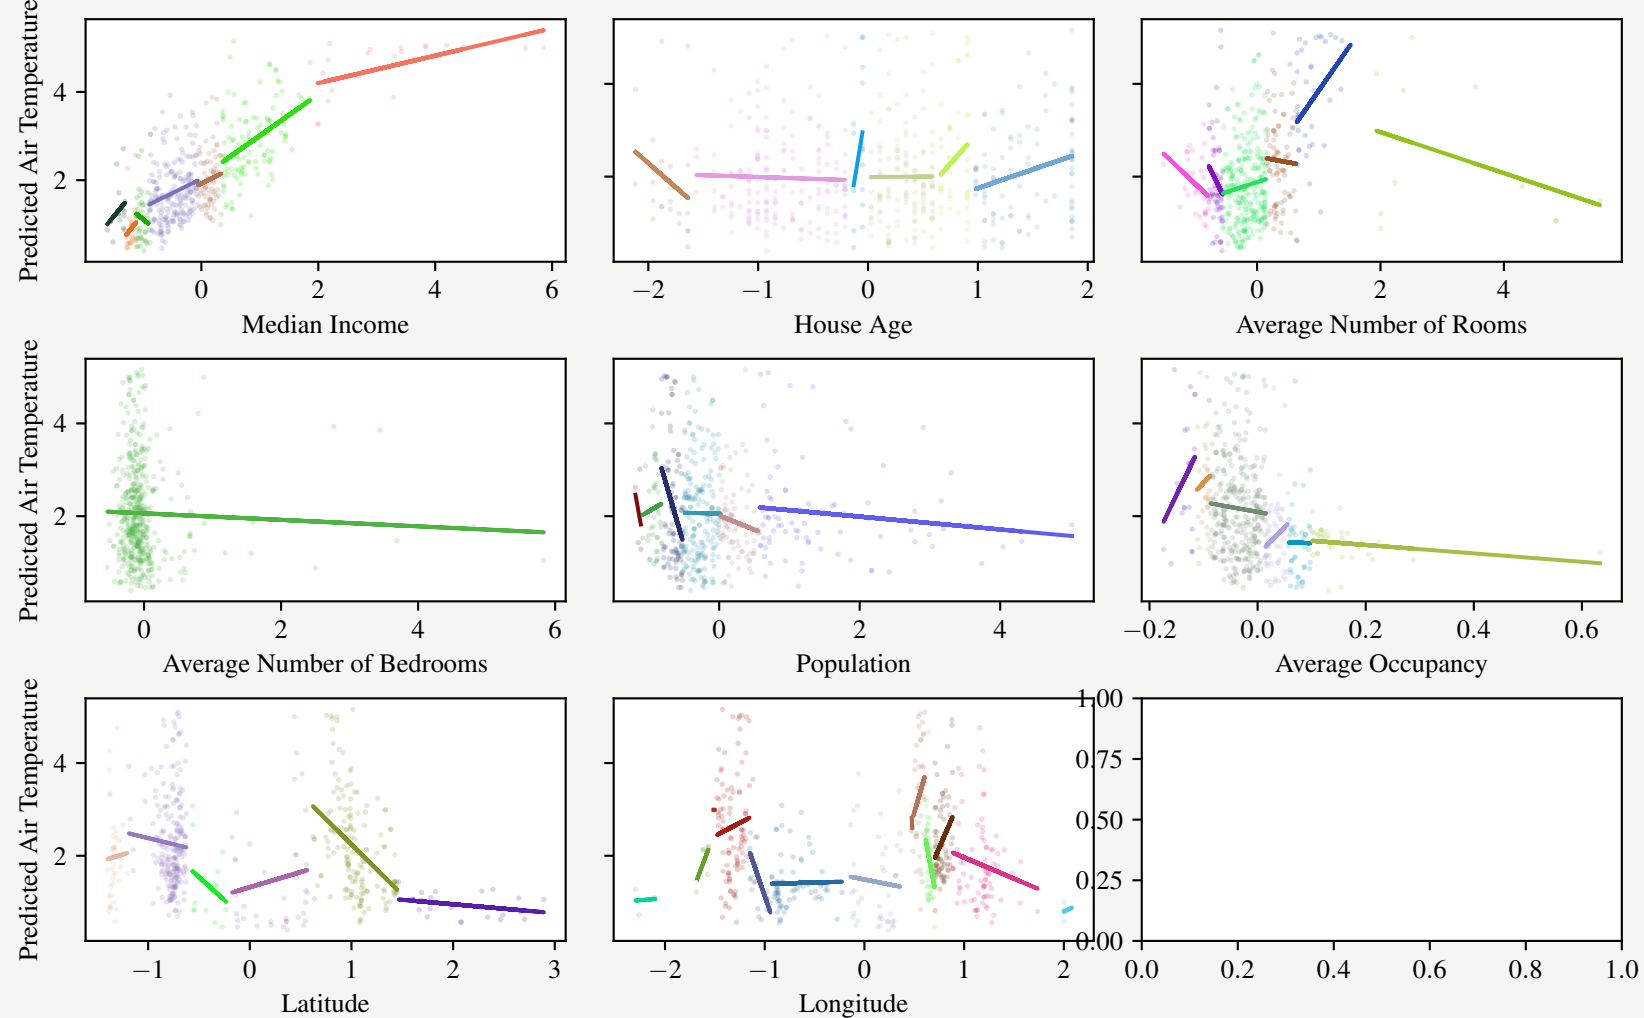 Predicted Air Temperature
4
2
0 2 4 6
Median Income
−2 −1 0 1 2
House Age
0 2 4
Average Number of Rooms
Predicted Air Temperature
4
2
0 2 4 6
Average Number of Bedrooms
0 2 4
Population
−0.2 0.0 0.2 0.4 0.6
Average Occupancy
Predicted Air Temperature
4
2
−1 0 1 2 3
Latitude
−2 −1 0 1 2
Longitude
1.00
0.75
0.50
0.25
0.00
0.0 0.2 0.4 0.6 0.8 1.0